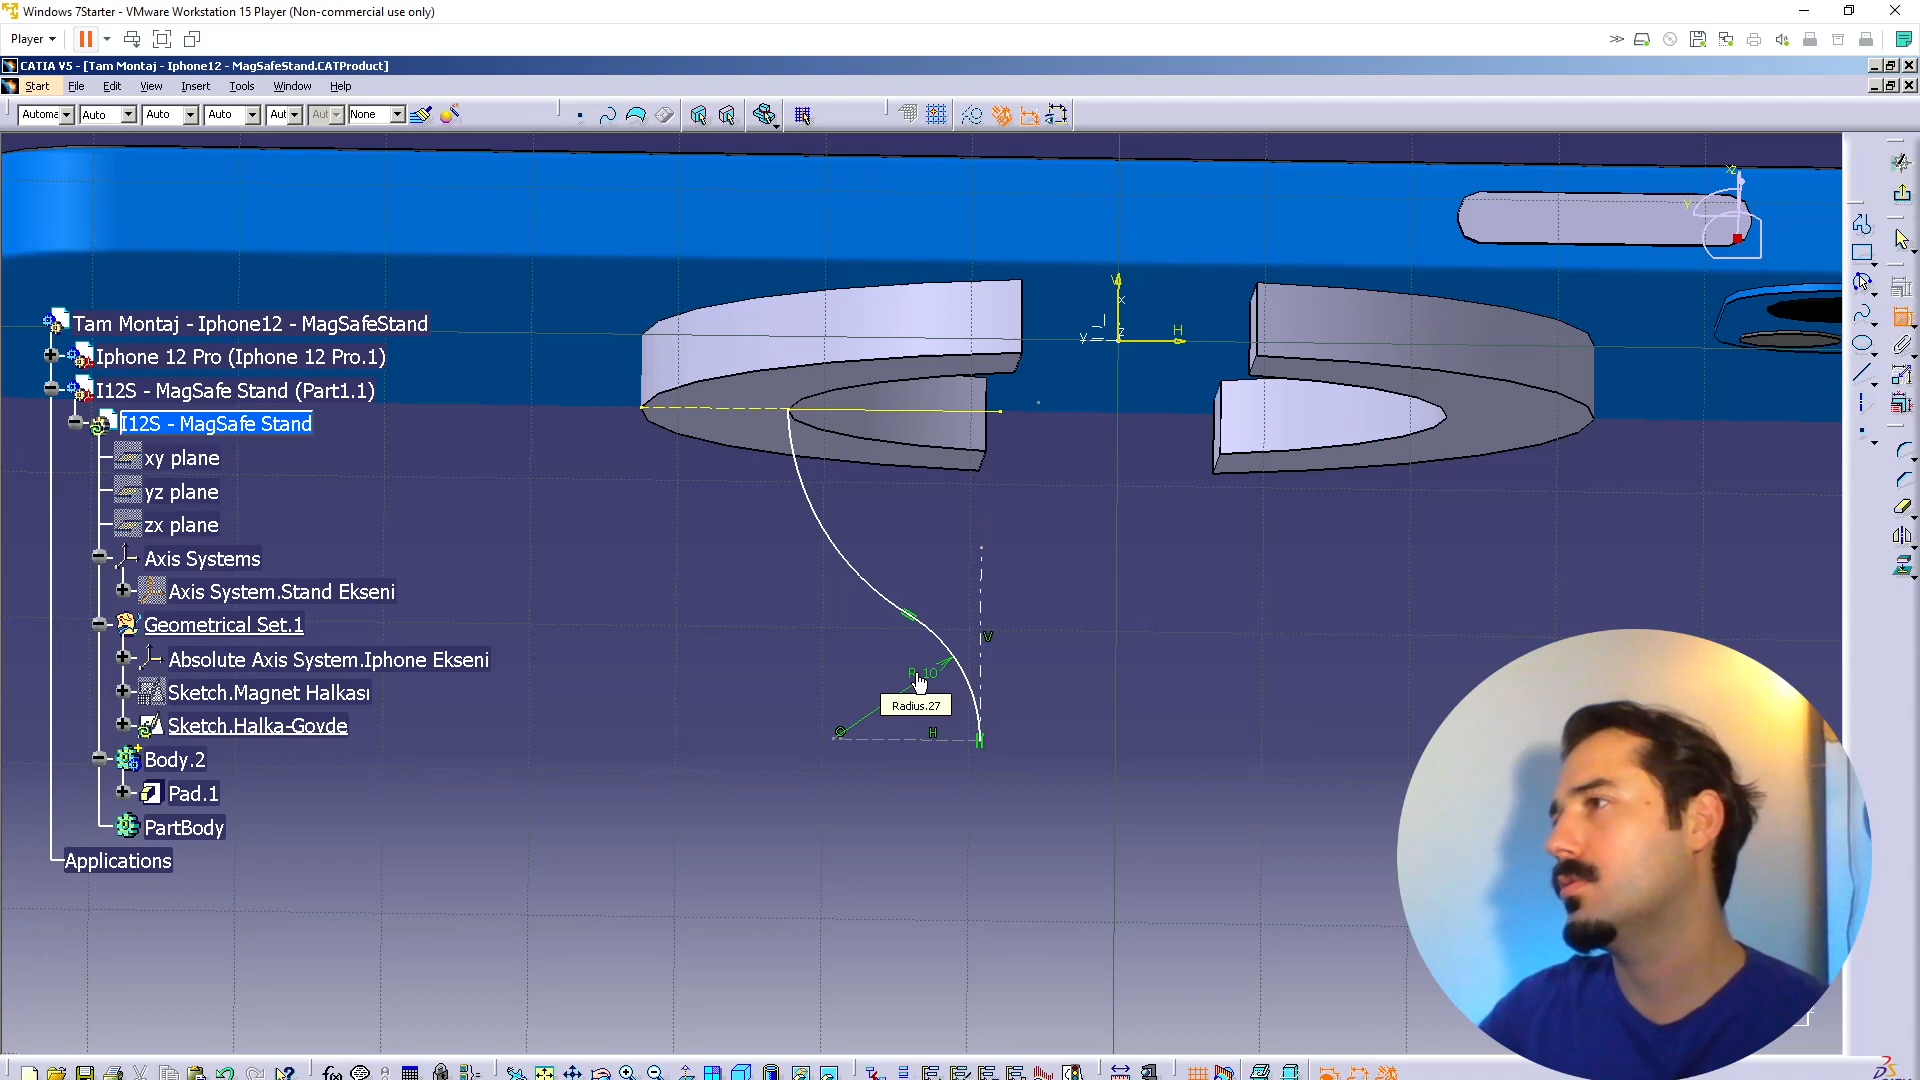 Windows 7Starter - VMware Workstation 15 Player (Non-commercial use only)
Player
CATIA V5 - [Tam Montaj - Iphone12 - MagSafeStand.CATProduct]
Start File Edit View Insert Tools Window Help
Automa Auto Auto Auto Aut Aut None
Tam Montaj - Iphone12 - MagSafeStand
Iphone 12 Pro (Iphone 12 Pro.1)
I12S - MagSafe Stand (Part1.1)
I12S - MagSafe Stand
xy plane
yz plane
zx plane
Axis Systems
Axis System.Stand Ekseni
Geometrical Set.1
Absolute Axis System.Iphone Ekseni
Sketch.Magnet Halkası
Sketch.Halka-Govde
Body.2
Pad.1
PartBody
Applications
V
x
y
z
H
V
R 10
Radius.27
H
y